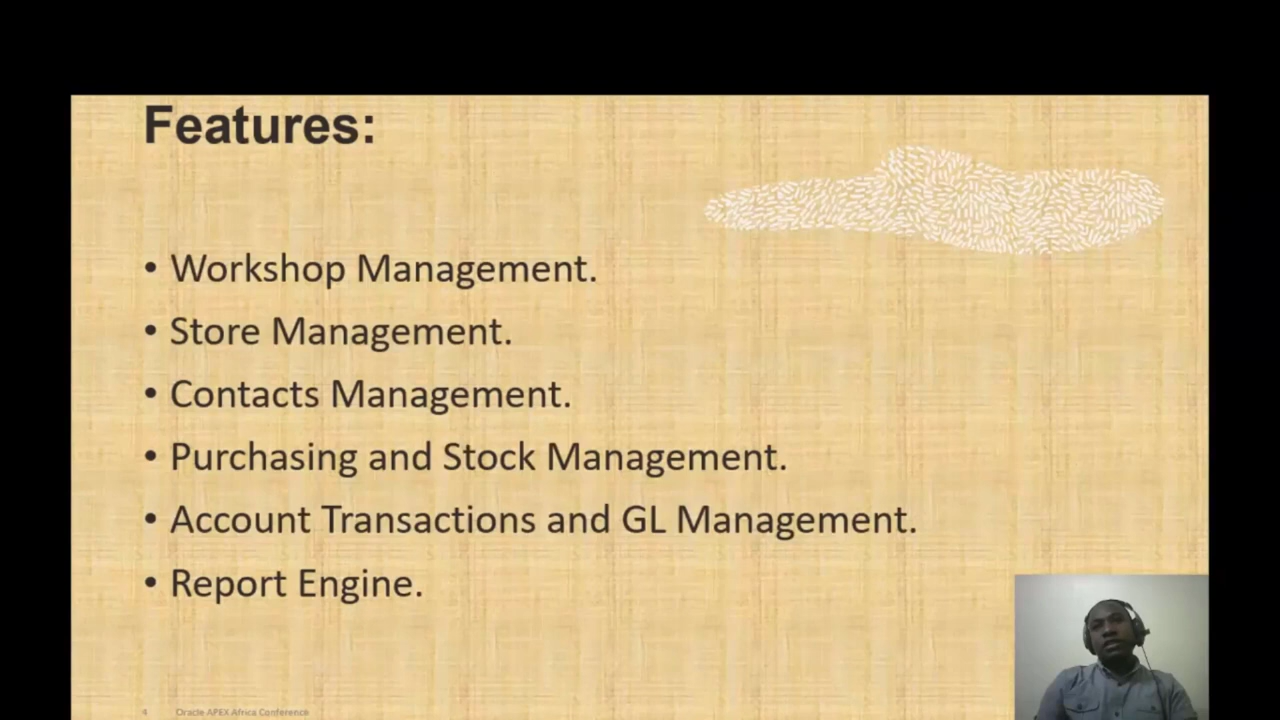 Features:
• Workshop Management.
• Store Management.
• Contacts Management.
• Purchasing and Stock Management.
• Account Transactions and GL Management.
• Report Engine.
4 Oracle APEX Africa Conference